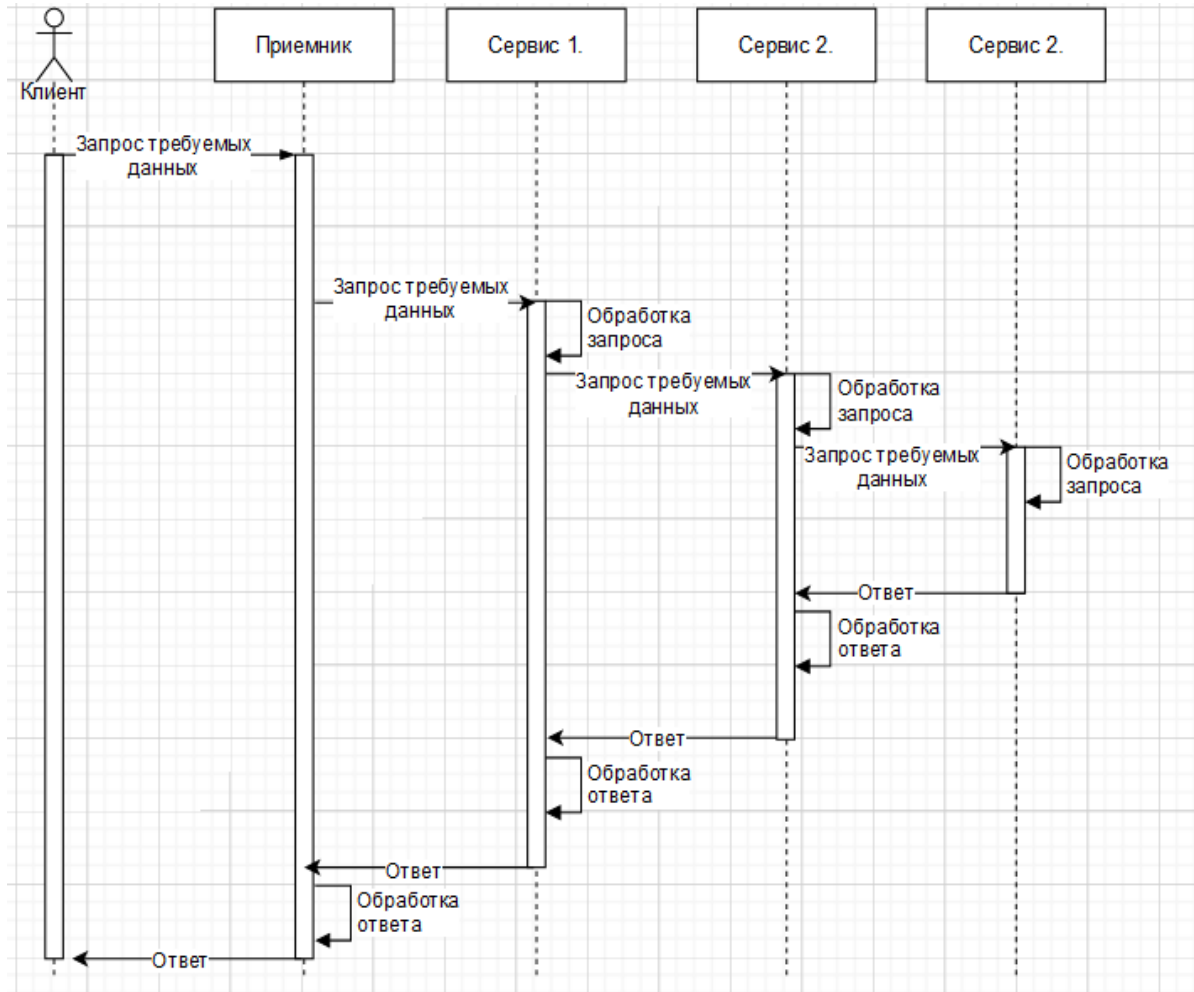 Приемник
Сервис 1.
Сервис 2.
Сервис 2.
Клиент
Запрос требуемых
данных
Запрос требуемых
данных
Обработка
запроса
Запрос требуемых
данных
Обработка
запроса
Запрос требуемых
данных
Обработка
запроса
Ответ
Обработка
ответа
Ответ
Обработка
ответа
Ответ
Обработка
ответа
Ответ